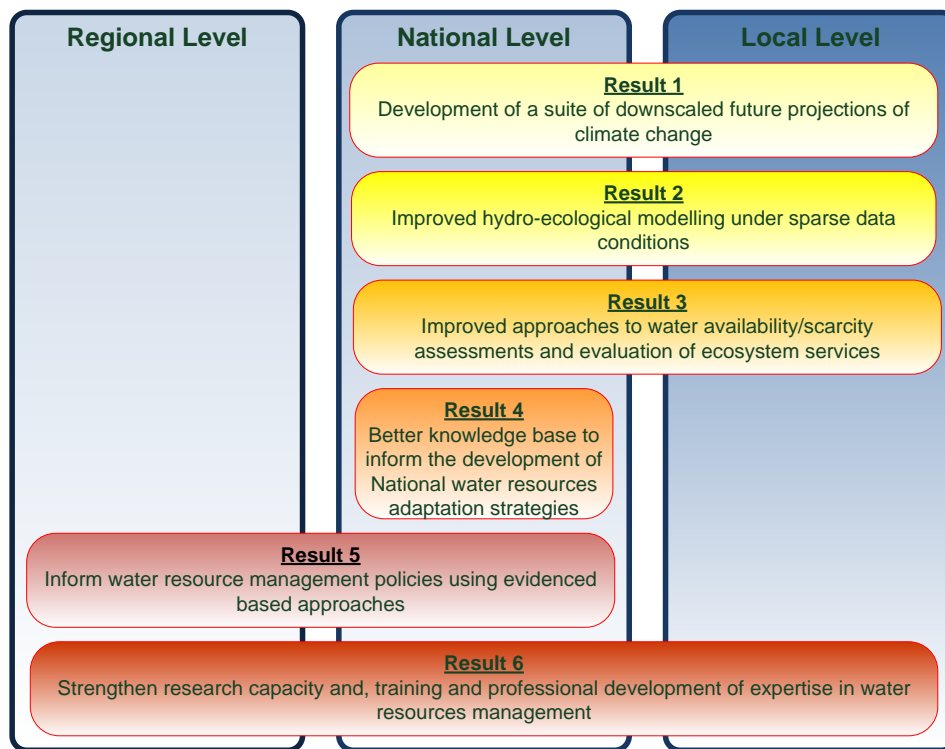 Regional Level
National Level
Local Level
Result 1
Development of a suite of downscaled future projections of
climate change
Result 2
Improved hydro-ecological modelling under sparse data
conditions
Result 3
Improved approaches to water availability/scarcity
assessments and evaluation of ecosystem services
Result 4
Better knowledge base to
inform the development of
National water resources
adaptation strategies
Result 5
Inform water resource management policies using evidenced
based approaches
Result 6
Strengthen research capacity and, training and professional development of expertise in water
resources management